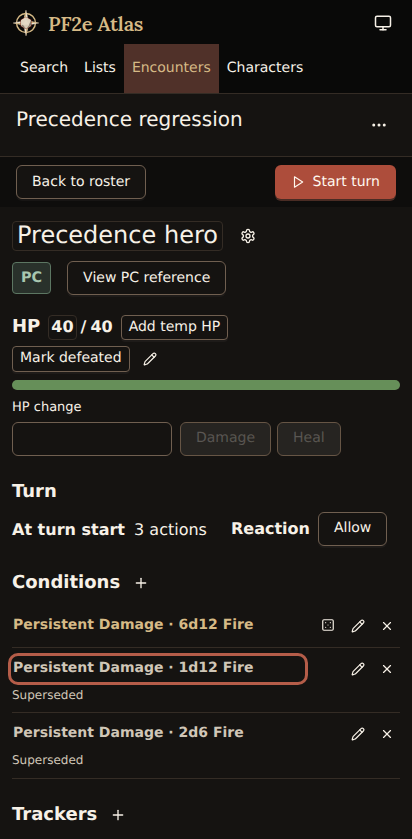 PF2e Atlas
Search Lists Encounters Characters
Precedence regression
Back to roster Start turn
Precedence hero
PC View PC reference
HP 40 / 40 Add temp HP
Mark defeated
HP change
Damage Heal
Turn
At turn start 3 actions Reaction Allow
Conditions
Persistent Damage · 6d12 Fire
Persistent Damage · 1d12 Fire
Superseded
Persistent Damage · 2d6 Fire
Superseded
Trackers